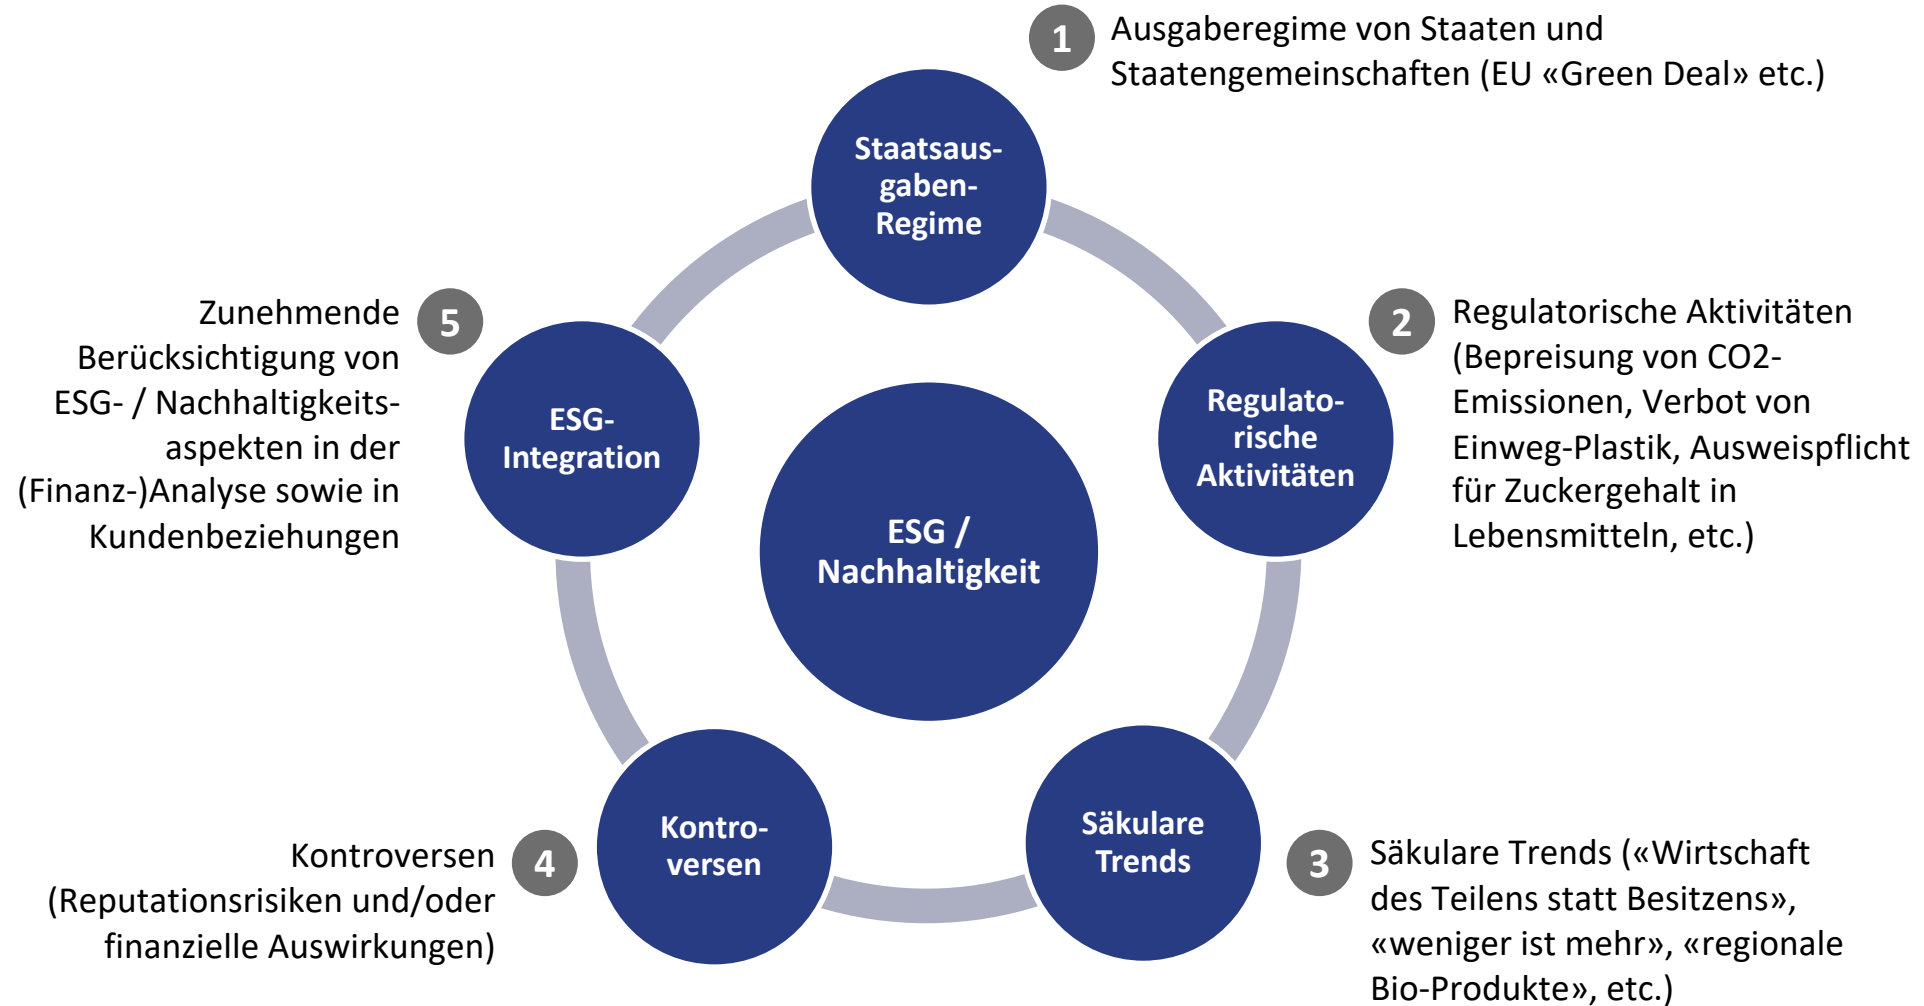 1
Ausgaberegime von Staaten und
Staatengemeinschaften (EU «Green Deal» etc.)
Staatsaus-
gaben-
Regime
5
Zunehmende
Berücksichtigung von
ESG- / Nachhaltigkeits-
aspekten in der
(Finanz-)Analyse sowie in
Kundenbeziehungen
ESG-
Integration
Regulato-
rische
Aktivitäten
2
Regulatorische Aktivitäten
(Bepreisung von CO2-
Emissionen, Verbot von
Einweg-Plastik, Ausweispflicht
für Zuckergehalt in
Lebensmitteln, etc.)
ESG /
Nachhaltigkeit
Kontroversen
(Reputationsrisiken und/oder
finanzielle Auswirkungen)
4
Kontro-
versen
Säkulare
Trends
3
Säkulare Trends («Wirtschaft
des Teilens statt Besitzens»,
«weniger ist mehr», «regionale
Bio-Produkte», etc.)